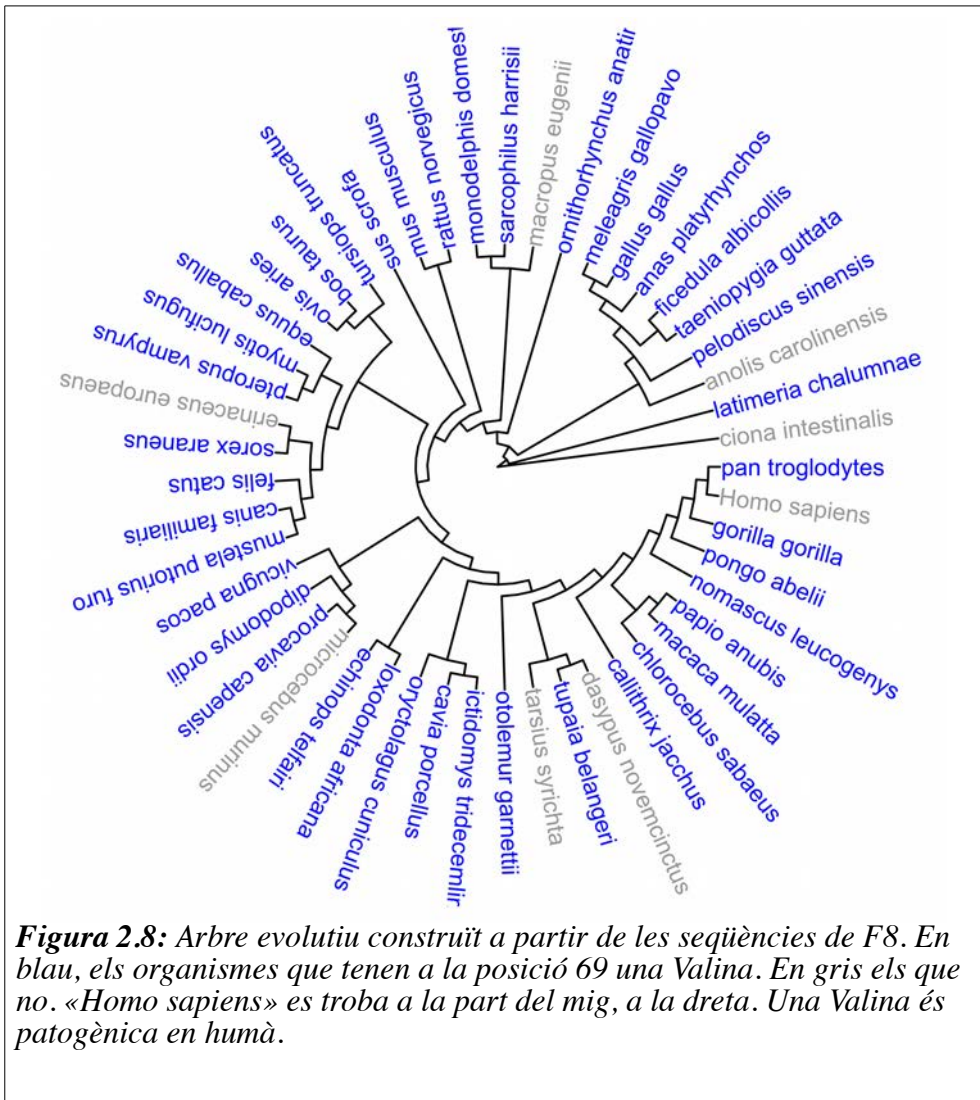 monodelphis domest
sarcophilus harrisii
macropus eugenii
ornithorhynchus anatir
meleagris gallopavo
gallus gallus
anas platyrhynchos
ficedula albicollis
taeniopygia guttata
pelodiscus sinensis
anolis carolinensis
latimeria chalumnae
ciona intestinalis
pan troglodytes
Homo sapiens
gorilla gorilla
pongo abelii
nomascus leucogenys
papio anubis
macaca mulatta
chlorocebus sabaeus
callithrix jacchus
dasypus novemcinctus
tupaia belangeri
tarsius syrichta
otolemur garnettii
ictidomys tridecemlir
cavia porcellus
oryctolagus cuniculus
loxodonta africana
echinops telfairi
microcebus murinus
procavia capensis
dipodomys ordii
vicugna pacos
mustela putorius furo
canis familiaris
felis catus
sorex araneus
erinaceus europaeus
pteropus vampyrus
myotis lucifugus
equus caballus
ovis aries
bos taurus
tursiops truncatus
sus scrofa
mus musculus
rattus norvegicus
Figura 2.8: Arbre evolutiu construït a partir de les seqüències de F8. En
blau, els organismes que tenen a la posició 69 una Valina. En gris els que
no. «Homo sapiens» es troba a la part del mig, a la dreta. Una Valina és
patogènica en humà.